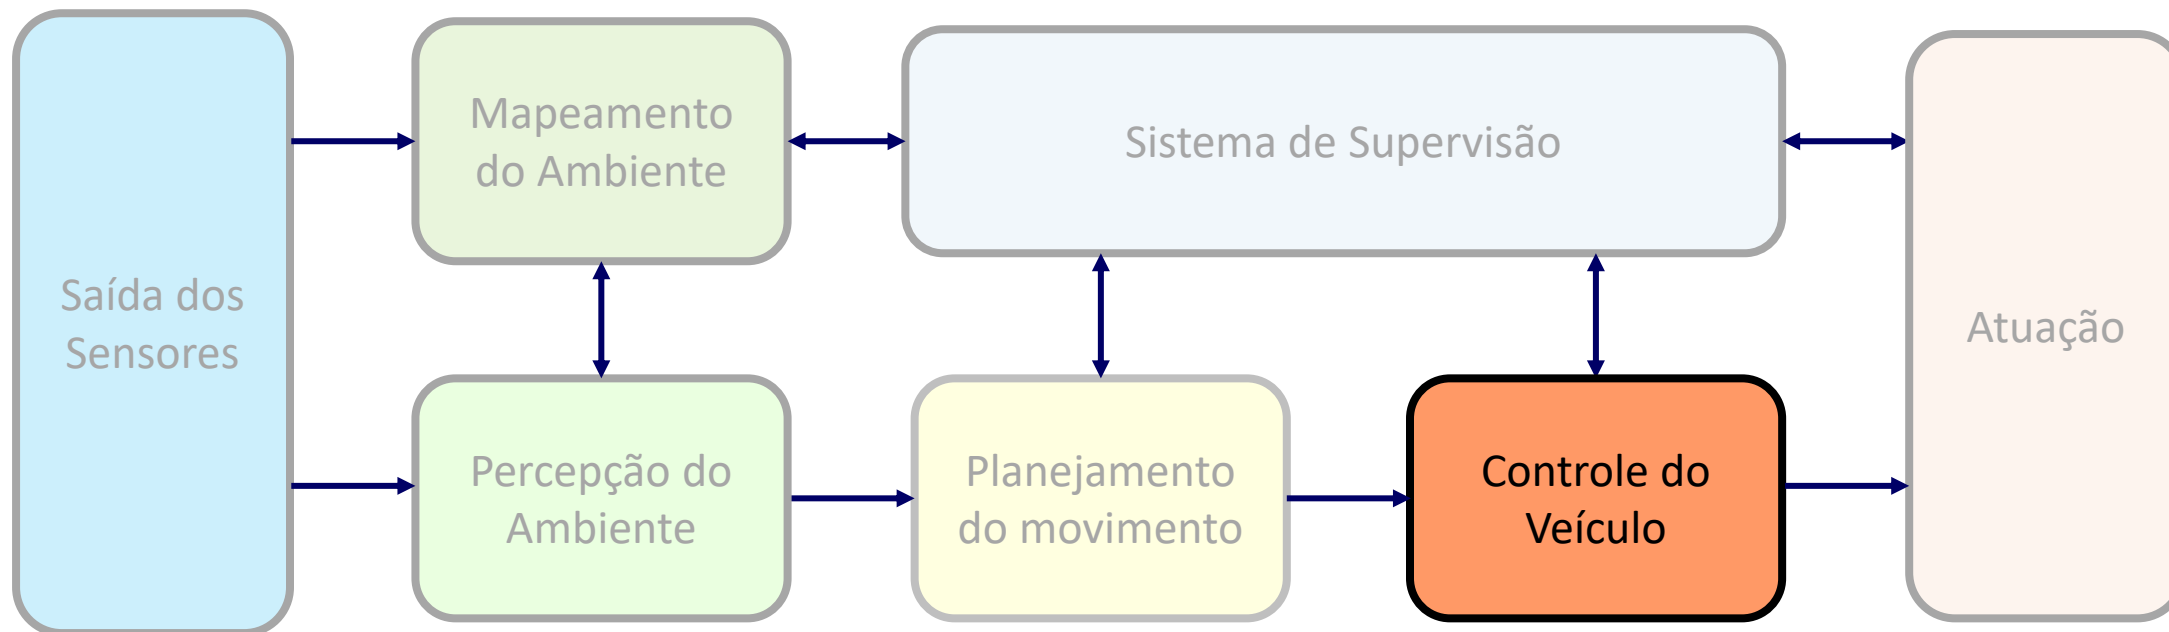 Saída dos
Sensores
Mapeamento
do Ambiente
Sistema de Supervisão
Percepção do
Ambiente
Planejamento
do movimento
Controle do
Veículo
Atuação